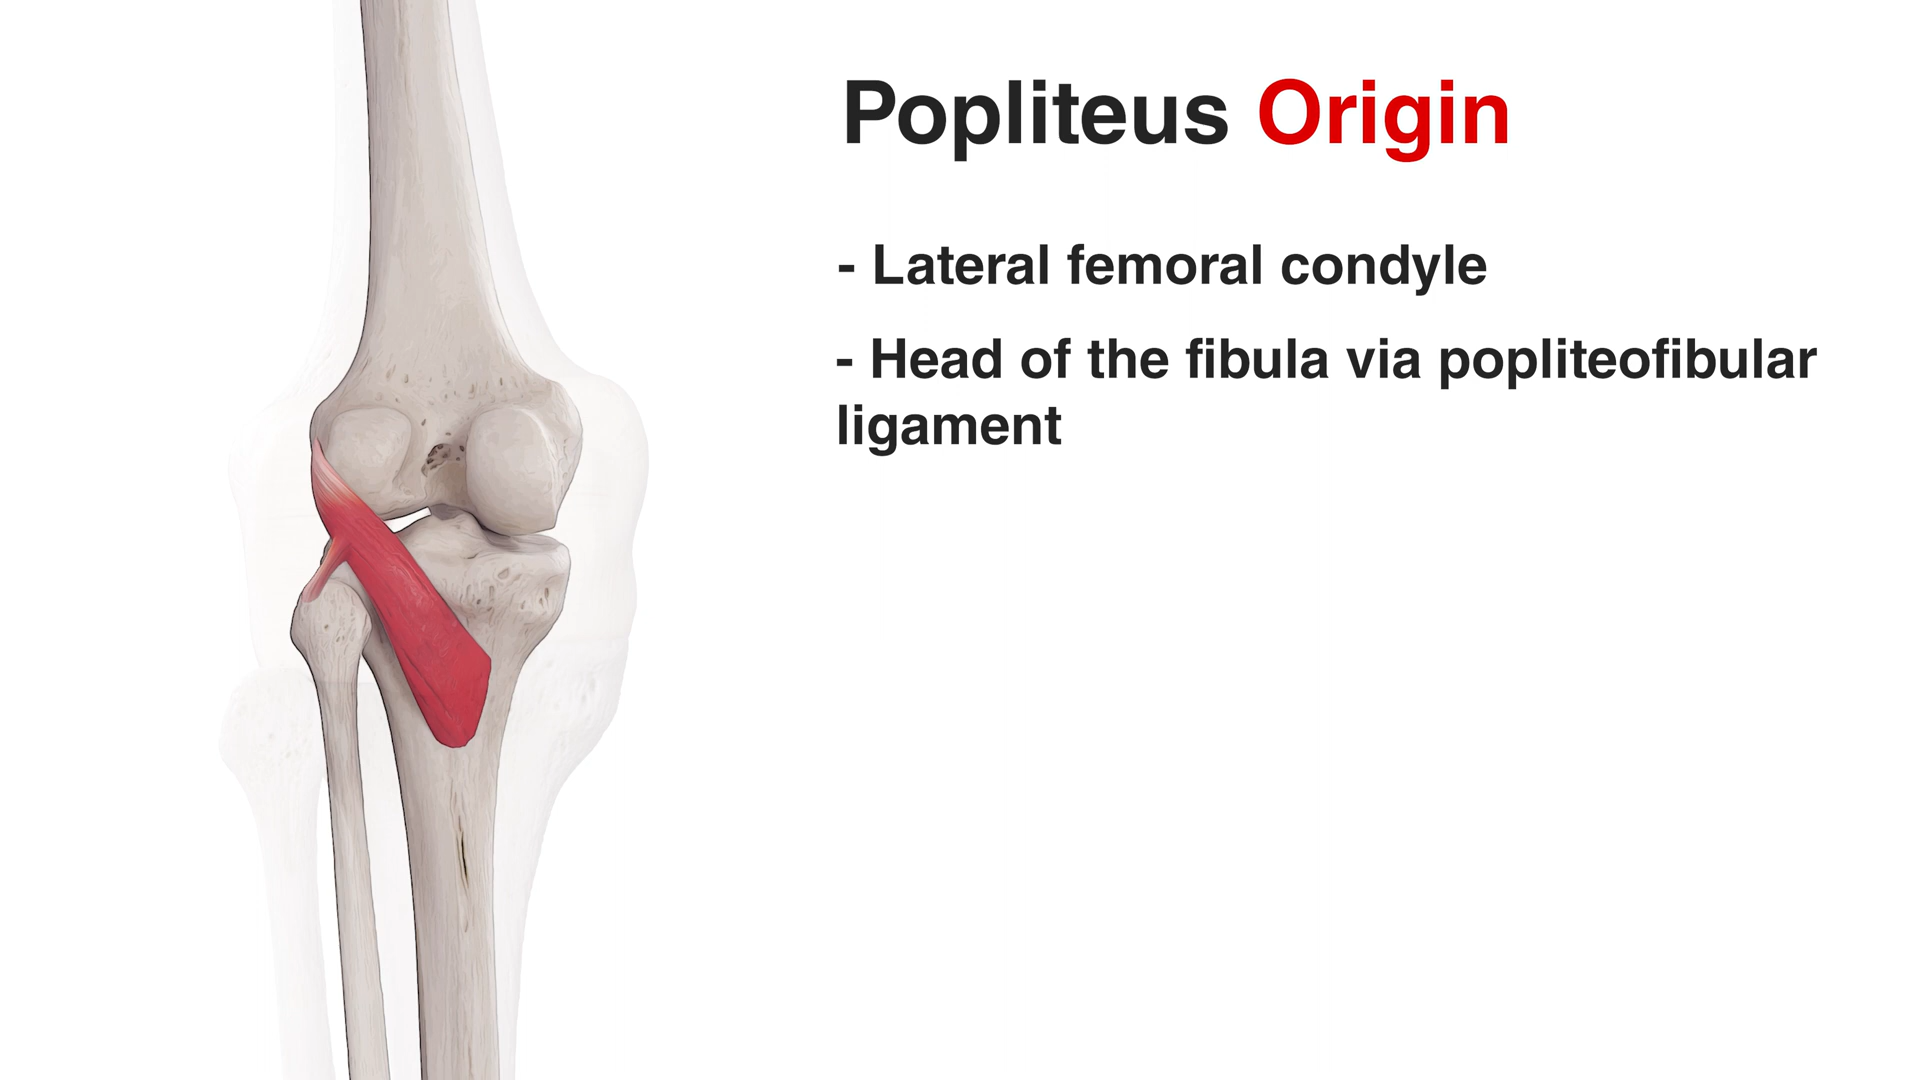 Popliteus Origin
- Lateral femoral condyle
- Head of the fibula via popliteofibular
ligament